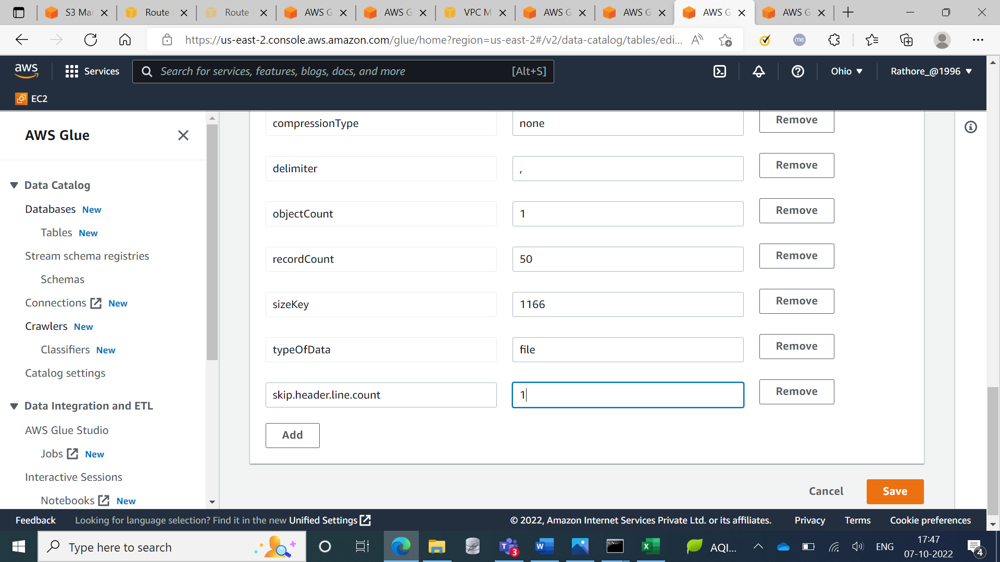 S3 Mar
Route
Route
AWS G
AWS G
VPC M
AWS G
AWS G
AWS G
AWS G
https://us-east-2.console.aws.amazon.com/glue/home?region=us-east-2#/v2/data-catalog/tables/edi...
me
aws
Services
Search for services, features, blogs, docs, and more
[Alt+S]
Ohio
Rathore_@1996
EC2
AWS Glue
Data Catalog
Databases New
Tables New
Stream schema registries
Schemas
Connections New
Crawlers New
Classifiers New
Catalog settings
Data Integration and ETL
AWS Glue Studio
Jobs New
Interactive Sessions
Notebooks New
compressionType none Remove
delimiter , Remove
objectCount 1 Remove
recordCount 50 Remove
sizeKey 1166 Remove
typeOfData file Remove
skip.header.line.count 1 Remove
Add
Cancel Save
Feedback Looking for language selection? Find it in the new Unified Settings © 2022, Amazon Internet Services Private Ltd. or its affiliates. Privacy Terms Cookie preferences
Type here to search
3
AQI...
ENG
17:47
07-10-2022
4